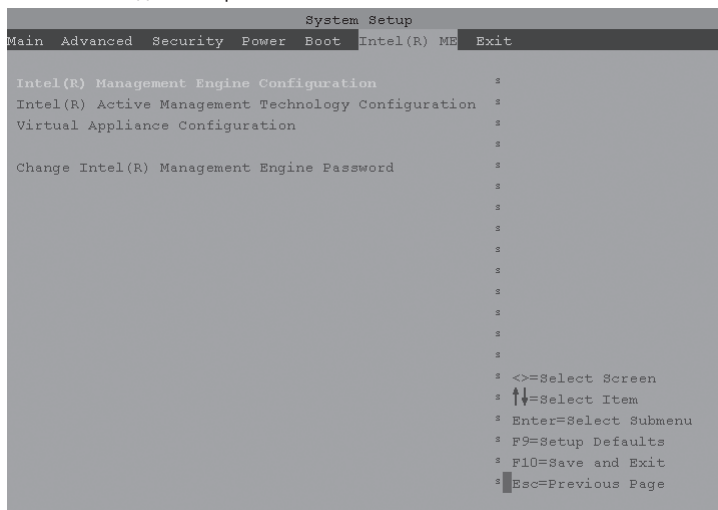 System Setup
Main Advanced Security Power Boot Intel(R) ME Exit
Intel(R) Management Engine Configuration
Intel(R) Active Management Technology Configuration
Virtual Appliance Configuration
Change Intel(R) Management Engine Password
<>=Select Screen
↑↓=Select Item
Enter=Select Submenu
F9=Setup Defaults
F10=Save and Exit
Esc=Previous Page